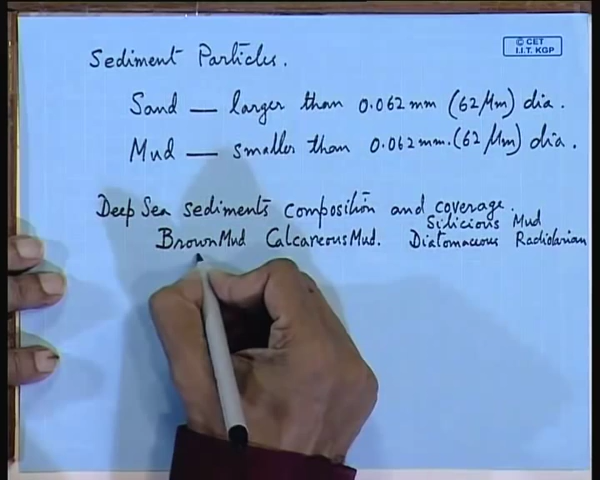 © CET
I.I.T. KGP
Sediment Particles.
Sand — larger than 0.062 mm (62 μm) dia.
Mud — smaller than 0.062 mm. (62 μm) dia.
Deep Sea sediments composition and coverage.
Silicious Mud
Brown Mud Calcareous Mud. Diatomaceous Radiolarian